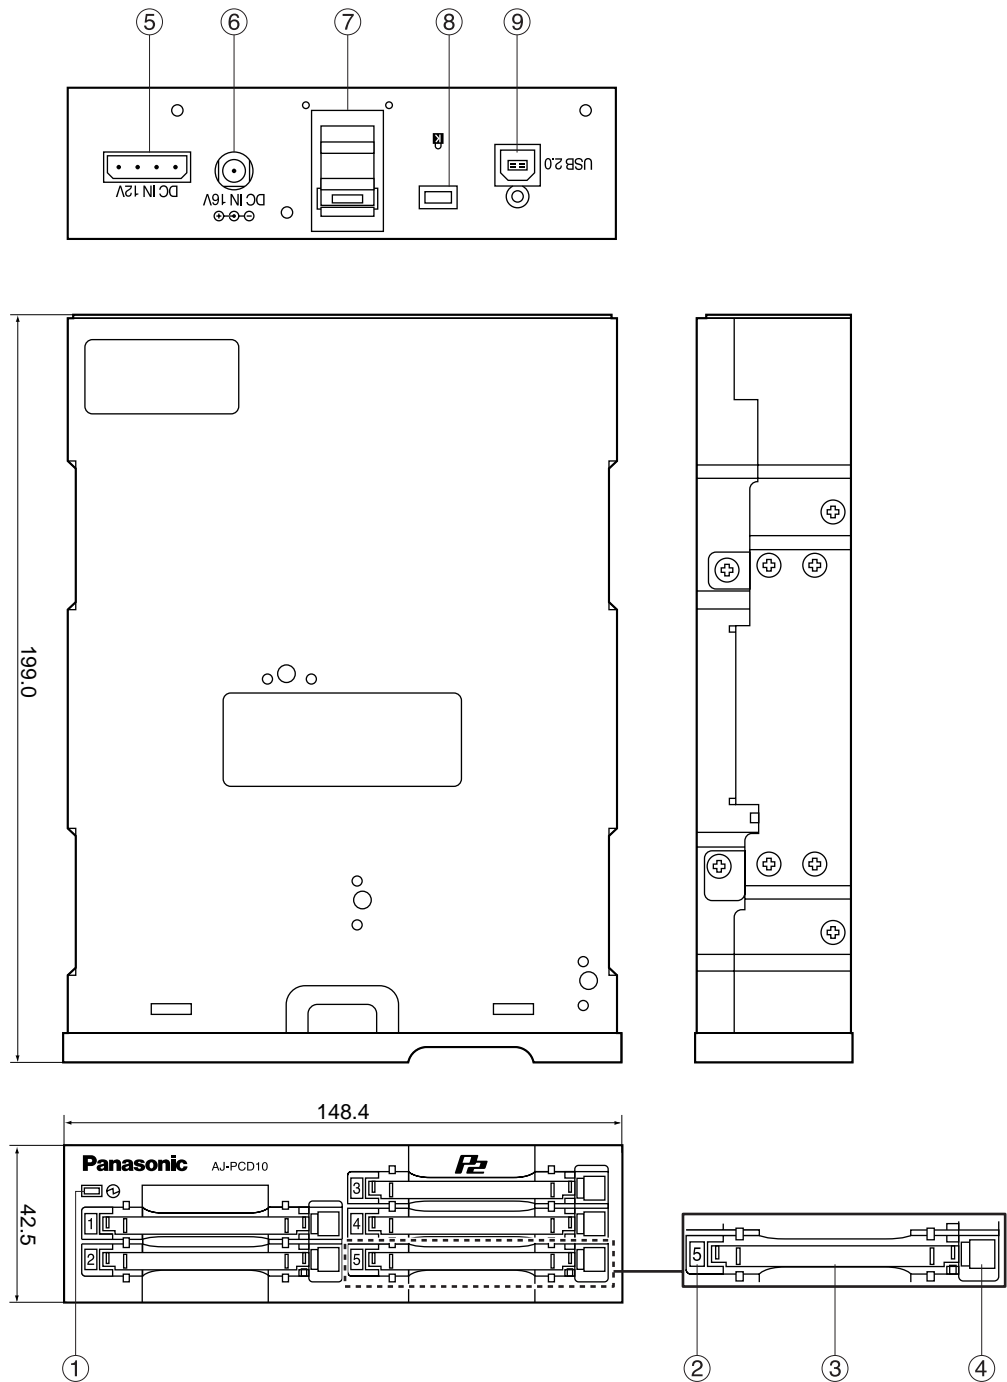 ⑤ ⑥ ⑦ ⑧ ⑨
DC IN 12V
DC IN 16V
K
USB 2.0
199.0
148.4
42.5
Panasonic AJ-PCD10 P2
1
2
3
4
5
5
① ② ③ ④